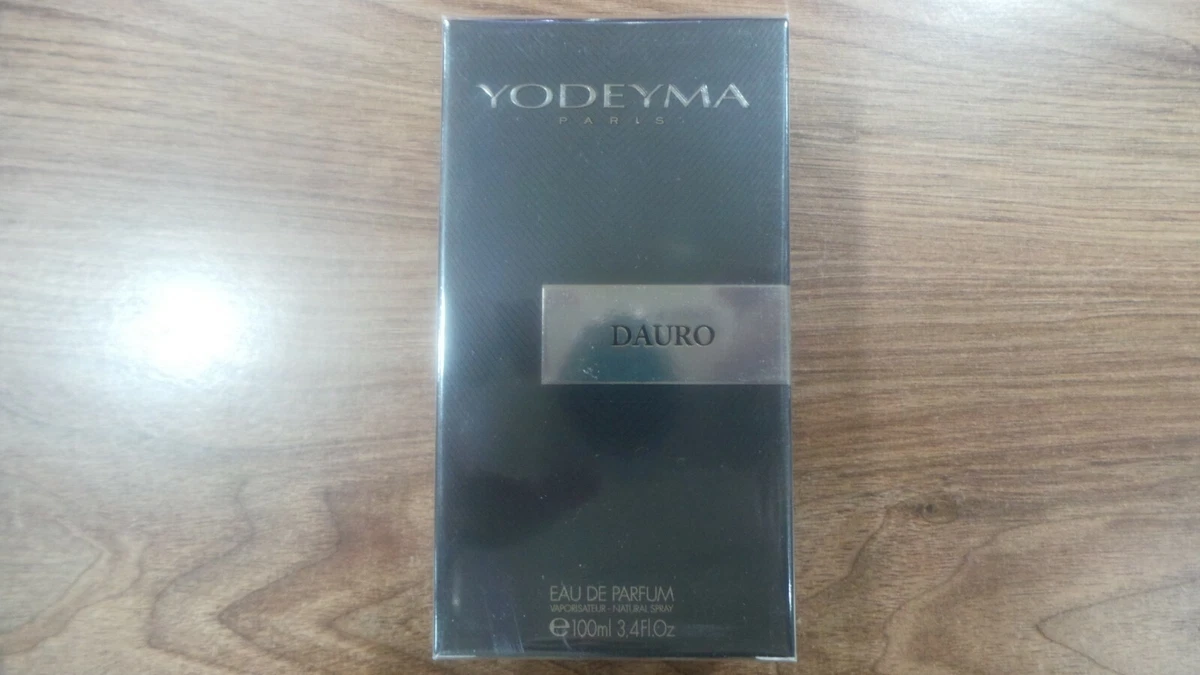 YODEYMA
PARIS
DAURO
EAU DE PARFUM
VAPORISATEUR - NATURAL SPRAY
℮100ml 3,4Fl.Oz